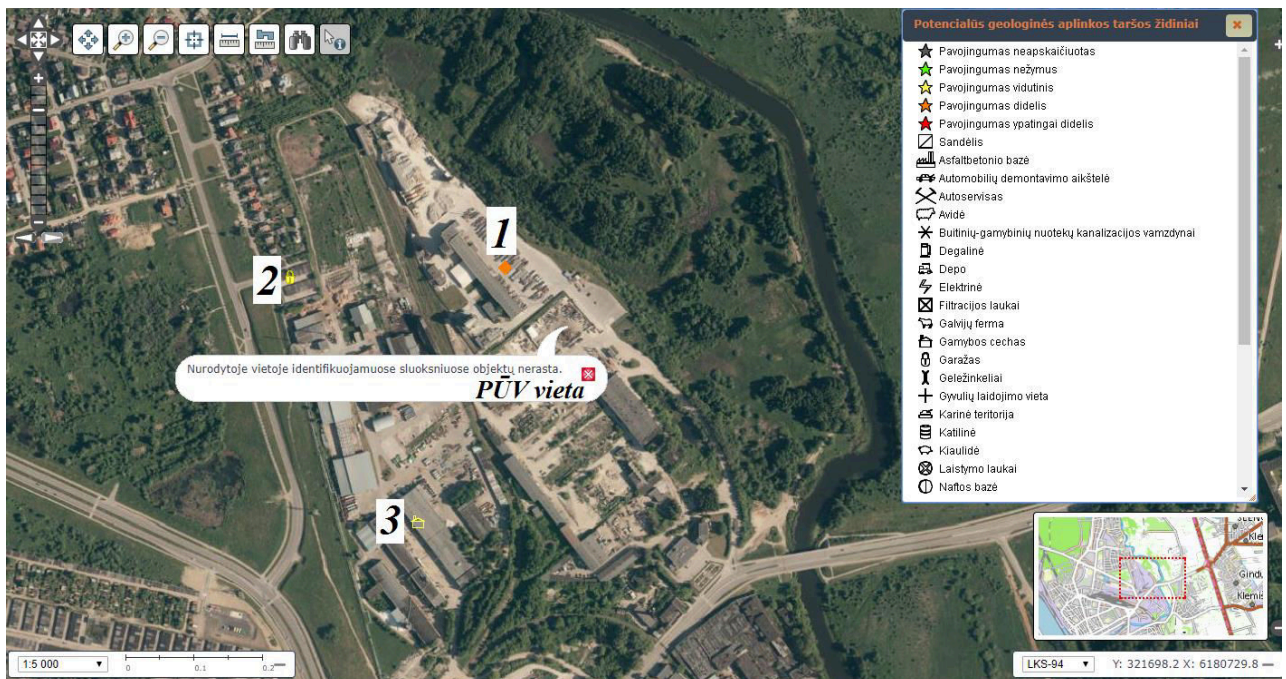 Potencialūs geologinės aplinkos taršos židiniai
Pavojingumas neapskaičiuotas
Pavojingumas nežymus
Pavojingumas vidutinis
Pavojingumas didelis
Pavojingumas ypatingai didelis
Sandėlis
Asfaltbetonio bazė
Automobilių demontavimo aikštelė
Autoservisas
Avidė
Buitinių-gamybinių nuotekų kanalizacijos vamzdynai
Degalinė
Depo
Elektrinė
Filtracijos laukai
Galvijų ferma
Gamybos cechas
Garažas
Geležinkeliai
Gyvulių laidojimo vieta
Karinė teritorija
Katilinė
Kiaulidė
Laistymo laukai
Naftos bazė
1
2
Nurodytoje vietoje identifikuojamuose sluoksniuose objektų nerasta.
PŪV vieta
3
Gindu
1:5 000
0 0.1 0.2
LKS-94 Y: 321698.2 X: 6180729.8